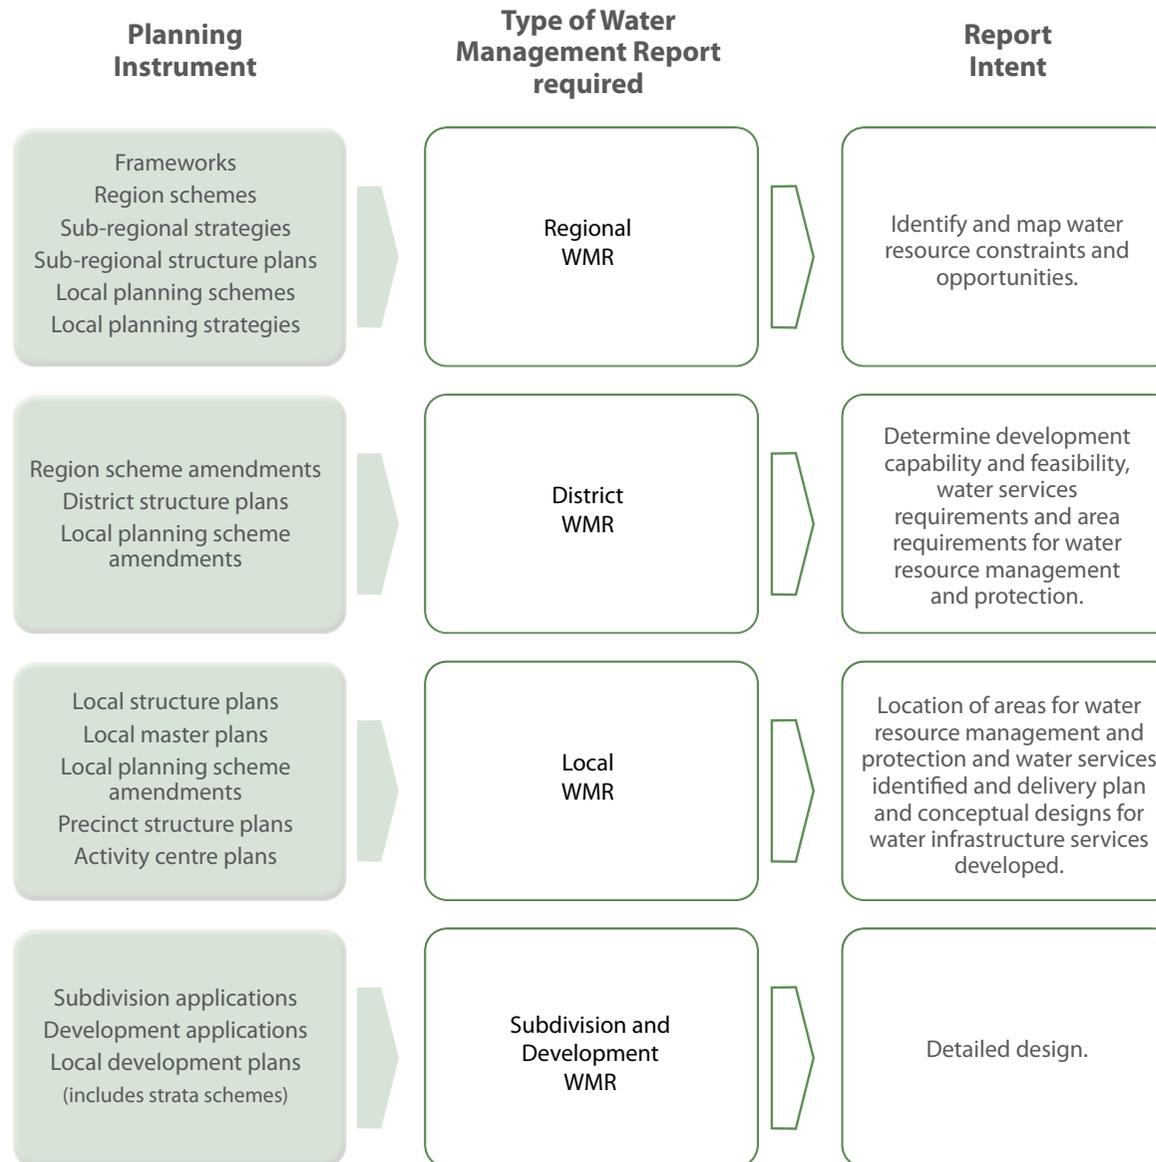 Planning
Instrument
Type of Water
Management Report
required
Report
Intent
Frameworks
Region schemes
Sub-regional strategies
Sub-regional structure plans
Local planning schemes
Local planning strategies
Regional
WMR
Identify and map water
resource constraints and
opportunities.
Region scheme amendments
District structure plans
Local planning scheme
amendments
District
WMR
Determine development
capability and feasibility,
water services
requirements and area
requirements for water
resource management
and protection.
Local structure plans
Local master plans
Local planning scheme
amendments
Precinct structure plans
Activity centre plans
Local
WMR
Location of areas for water
resource management and
protection and water services
identified and delivery plan
and conceptual designs for
water infrastructure services
developed.
Subdivision applications
Development applications
Local development plans
(includes strata schemes)
Subdivision and
Development
WMR
Detailed design.